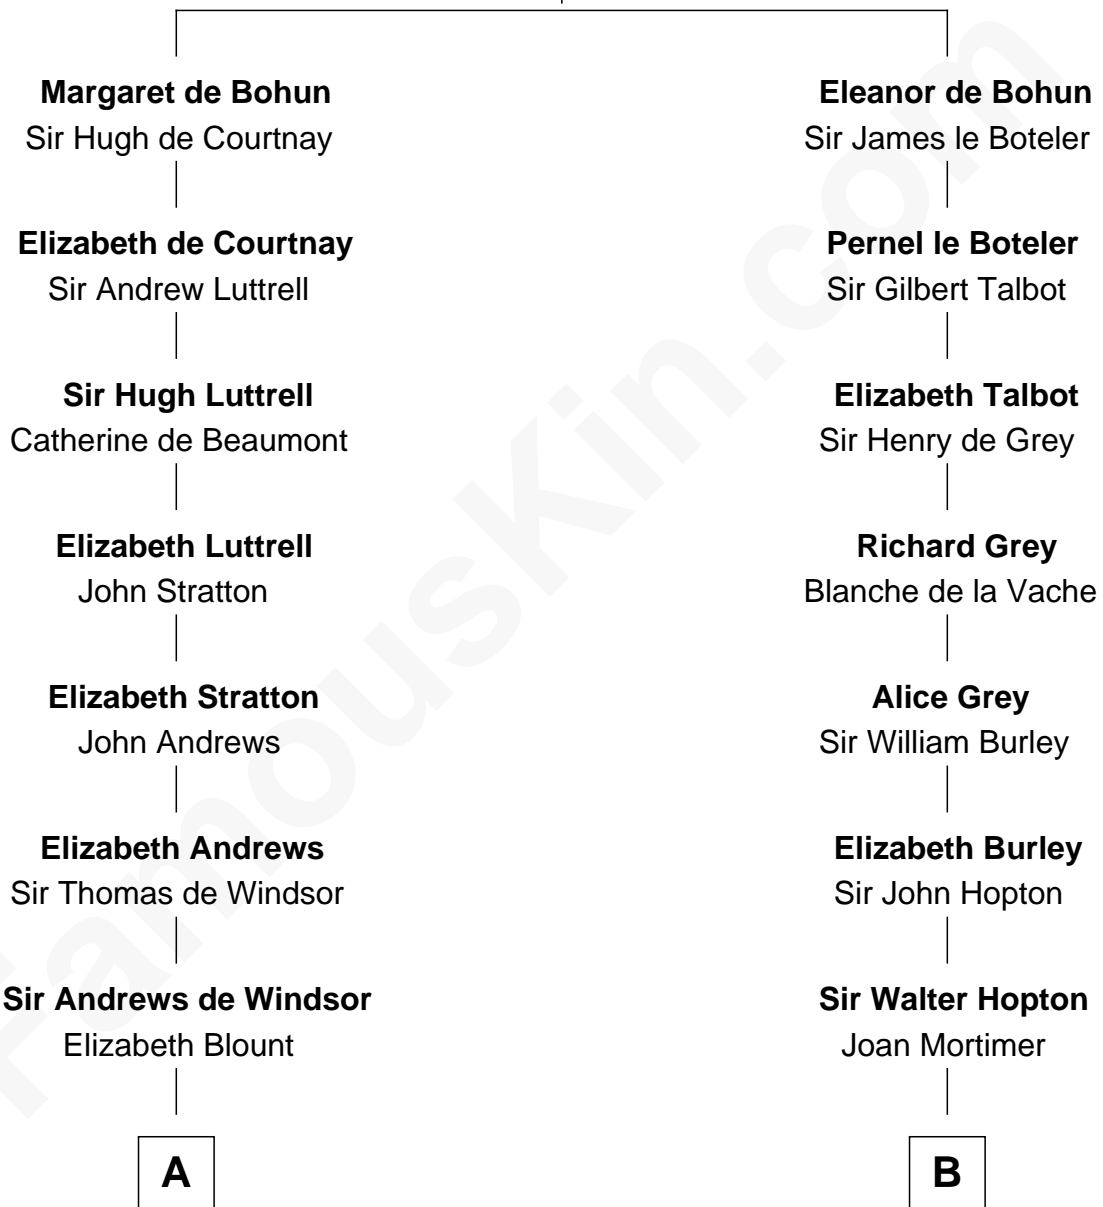 Margaret de Bohun
Sir Hugh de Courtnay
Eleanor de Bohun
Sir James le Boteler
Elizabeth de Courtnay
Sir Andrew Luttrell
Pernel le Boteler
Sir Gilbert Talbot
Sir Hugh Luttrell
Catherine de Beaumont
Elizabeth Talbot
Sir Henry de Grey
Elizabeth Luttrell
John Stratton
Richard Grey
Blanche de la Vache
Elizabeth Stratton
John Andrews
Alice Grey
Sir William Burley
Elizabeth Andrews
Sir Thomas de Windsor
Elizabeth Burley
Sir John Hopton
Sir Andrews de Windsor
Elizabeth Blount
Sir Walter Hopton
Joan Mortimer
A
B
FamousKin.com